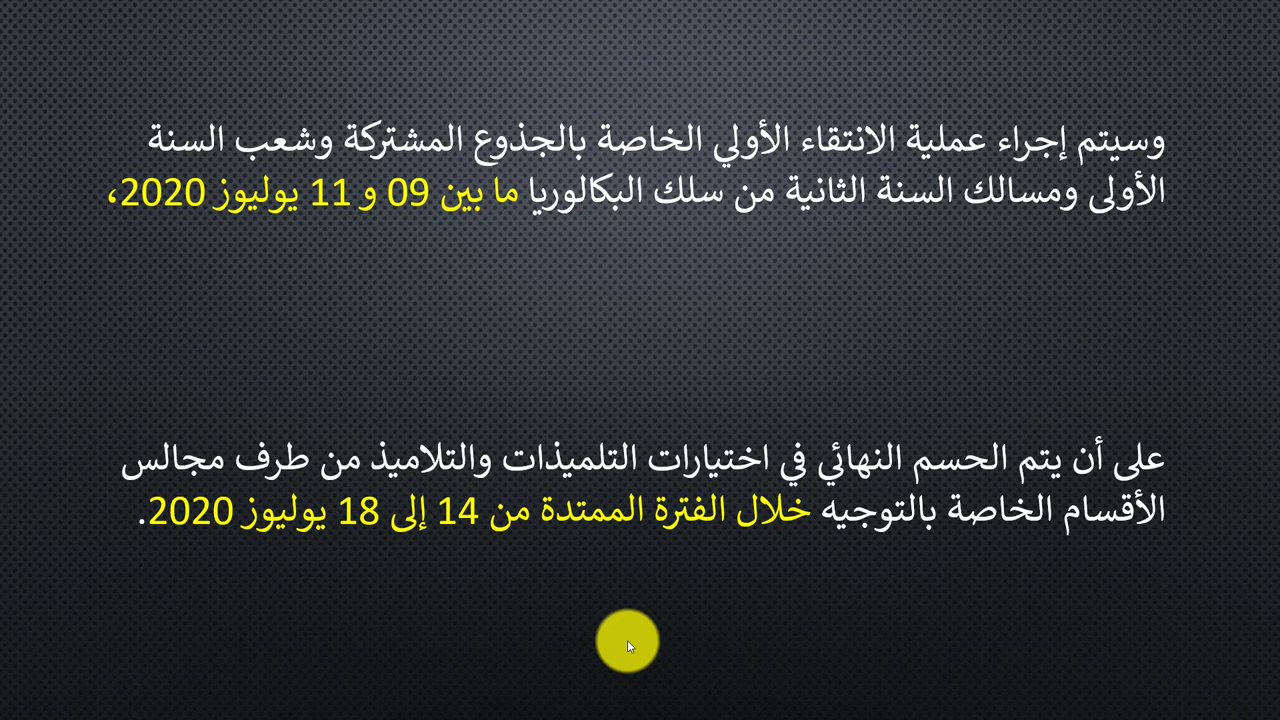 وسيتم إجراء عملية الانتقاء الأولي الخاصة بالجذوع المشتركة وشعب السنة
الأولى ومسالك السنة الثانية من سلك البكالوريا ما بين 09 و 11 يوليوز 2020،
على أن يتم الحسم النهائي في اختيارات التلميذات والتلاميذ من طرف مجالس
الأقسام الخاصة بالتوجيه خلال الفترة الممتدة من 14 إلى 18 يوليوز 2020.